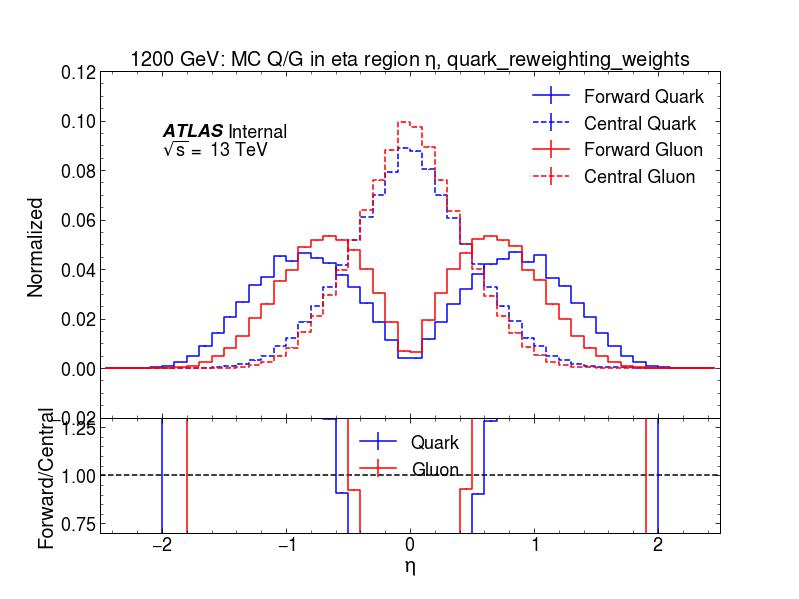 1200 GeV: MC Q/G in eta region η, quark_reweighting_weights
0.12
0.10
0.08
0.06
0.04
0.02
0.00
−0.02
Normalized
ATLAS Internal
√s = 13 TeV
Forward Quark
Central Quark
Forward Gluon
Central Gluon
1.25
1.00
0.75
Forward/Central
Quark
Gluon
−2
−1
0
1
2
η